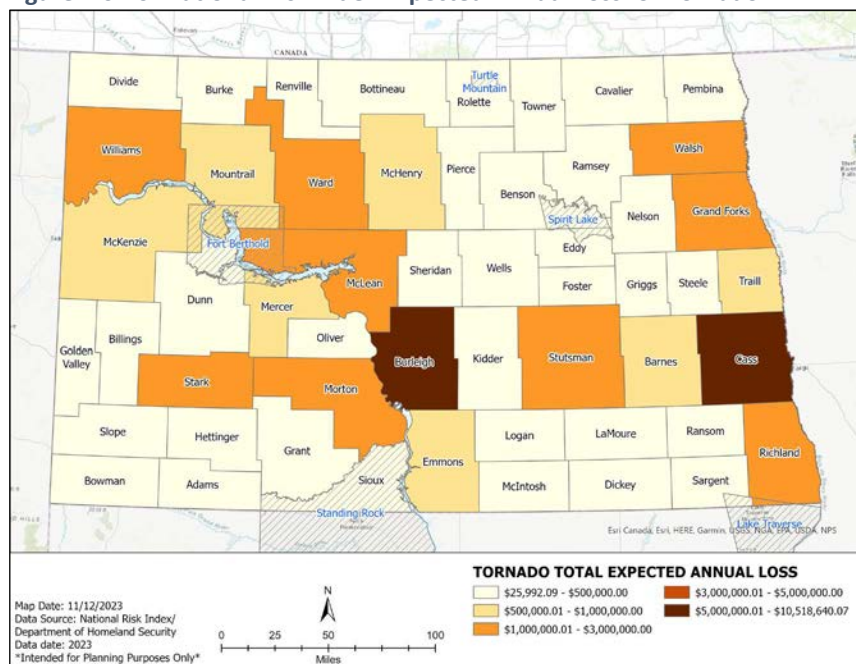 CANADA
Divide
Burke
Renville
Bottineau
Turtle
Mountain
Rolette
Towner
Cavalier
Pembina
Williams
Mountrail
Ward
McHenry
Pierce
Benson
Ramsey
Walsh
Spirit Lake
Nelson
Grand Forks
McKenzie
Fort Berthold
McLean
Sheridan
Wells
Eddy
Foster
Griggs
Steele
Traill
Dunn
Mercer
Oliver
Golden
Valley
Billings
Burleigh
Kidder
Stutsman
Barnes
Cass
Stark
Morton
Slope
Hettinger
Grant
Sioux
Emmons
Logan
LaMoure
Ransom
Richland
Bowman
Adams
McIntosh
Dickey
Sargent
Standing Rock
Lake Traverse
Esri Canada, Esri, HERE, Garmin, USGS, NGA, EPA, USDA, NPS
TORNADO TOTAL EXPECTED ANNUAL LOSS
$25,992.09 - $500,000.00
$500,000.01 - $1,000,000.00
$1,000,000.01 - $3,000,000.00
$3,000,000.01 - $5,000,000.00
$5,000,000.01 - $10,518,640.07
Map Date: 11/12/2023
Data Source: National Risk Index/
Department of Homeland Security
Data date: 2023
*Intended for Planning Purposes Only*
N
0 25 50 100
Miles